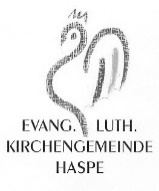 EVANG. LUTH.
KIRCHENGEMEINDE
HASPE